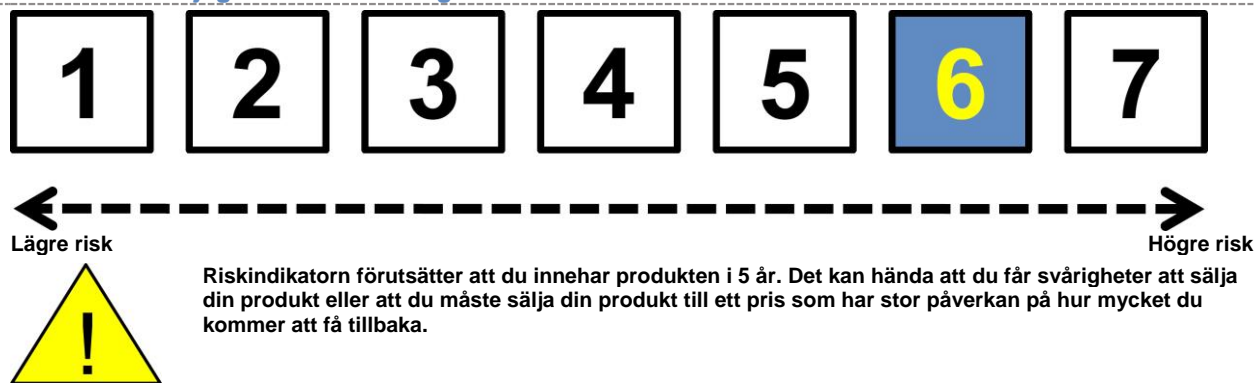 1 2 3 4 5 6 7
Lägre risk Högre risk
Riskindikatorn förutsätter att du innehar produkten i 5 år. Det kan hända att du får svårigheter att sälja
din produkt eller att du måste sälja din produkt till ett pris som har stor påverkan på hur mycket du
kommer att få tillbaka.
!